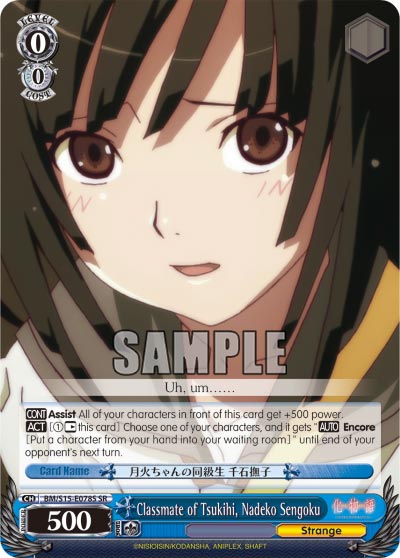 LEVEL
0
0
COST
SAMPLE
Uh, um……
CONT Assist All of your characters in front of this card get +500 power.
ACT [① this card] Choose one of your characters, and it gets "AUTO Encore
[Put a character from your hand into your waiting room]" until end of your
opponent's next turn.
Card Name 月火ちゃんの同級生 千石撫子
BM/S15-E078S SR
500
Classmate of Tsukihi, Nadeko Sengoku
化物語
Strange
©NISIOISIN/KODANSHA, ANIPLEX, SHAFT